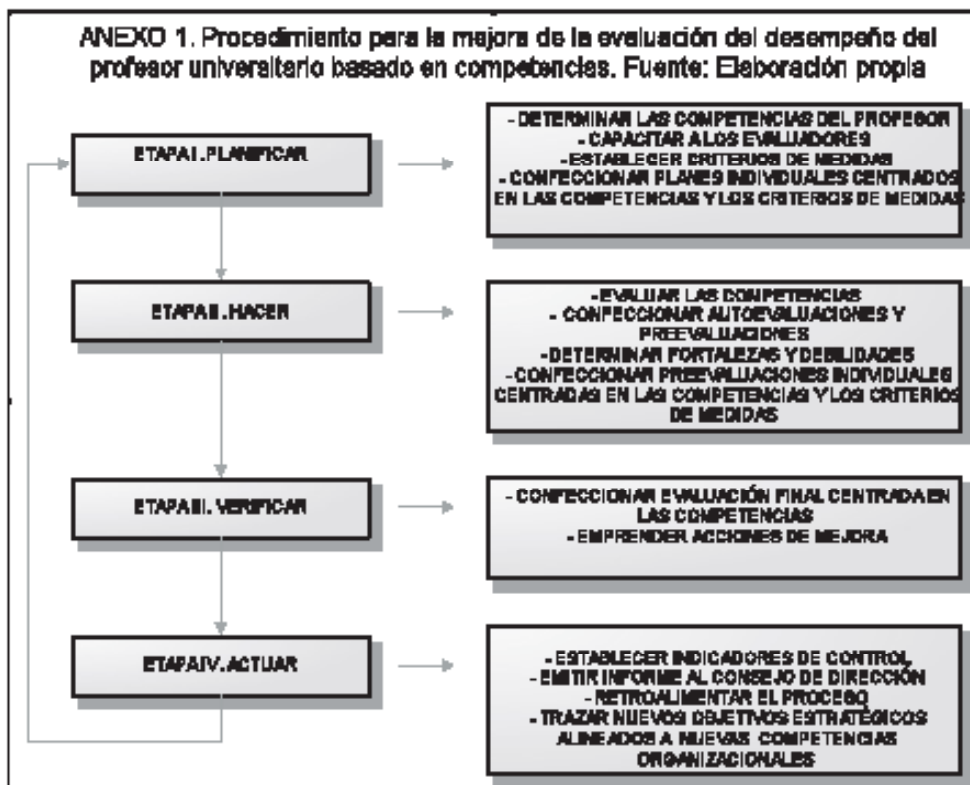 ANEXO 1. Procedimiento para la mejora de la evaluación del desempeño del
profesor universitario basado en competencias. Fuente: Elaboración propia
ETAPA I. PLANIFICAR
- DETERMINAR LAS COMPETENCIAS DEL PROFESOR
- CAPACITAR A LOS EVALUADORES
- ESTABLECER CRITERIOS DE MEDIDAS
- CONFECCIONAR PLANES INDIVIDUALES CENTRADOS
EN LAS COMPETENCIAS Y LOS CRITERIOS DE MEDIDAS
ETAPA II. HACER
- EVALUAR LAS COMPETENCIAS
- CONFECCIONAR AUTOEVALUACIONES Y
PREEVALUACIONES
- DETERMINAR FORTALEZAS Y DEBILIDADES
- CONFECCIONAR PREEVALUACIONES INDIVIDUALES
CENTRADAS EN LAS COMPETENCIAS Y LOS CRITERIOS
DE MEDIDAS
ETAPA III. VERIFICAR
- CONFECCIONAR EVALUACIÓN FINAL CENTRADA EN
LAS COMPETENCIAS
- EMPRENDER ACCIONES DE MEJORA
ETAPA IV. ACTUAR
- ESTABLECER INDICADORES DE CONTROL
- EMITIR INFORME AL CONSEJO DE DIRECCIÓN
- RETROALIMENTAR EL PROCESO
- TRAZAR NUEVOS OBJETIVOS ESTRATÉGICOS
ALINEADOS A NUEVAS COMPETENCIAS
ORGANIZACIONALES